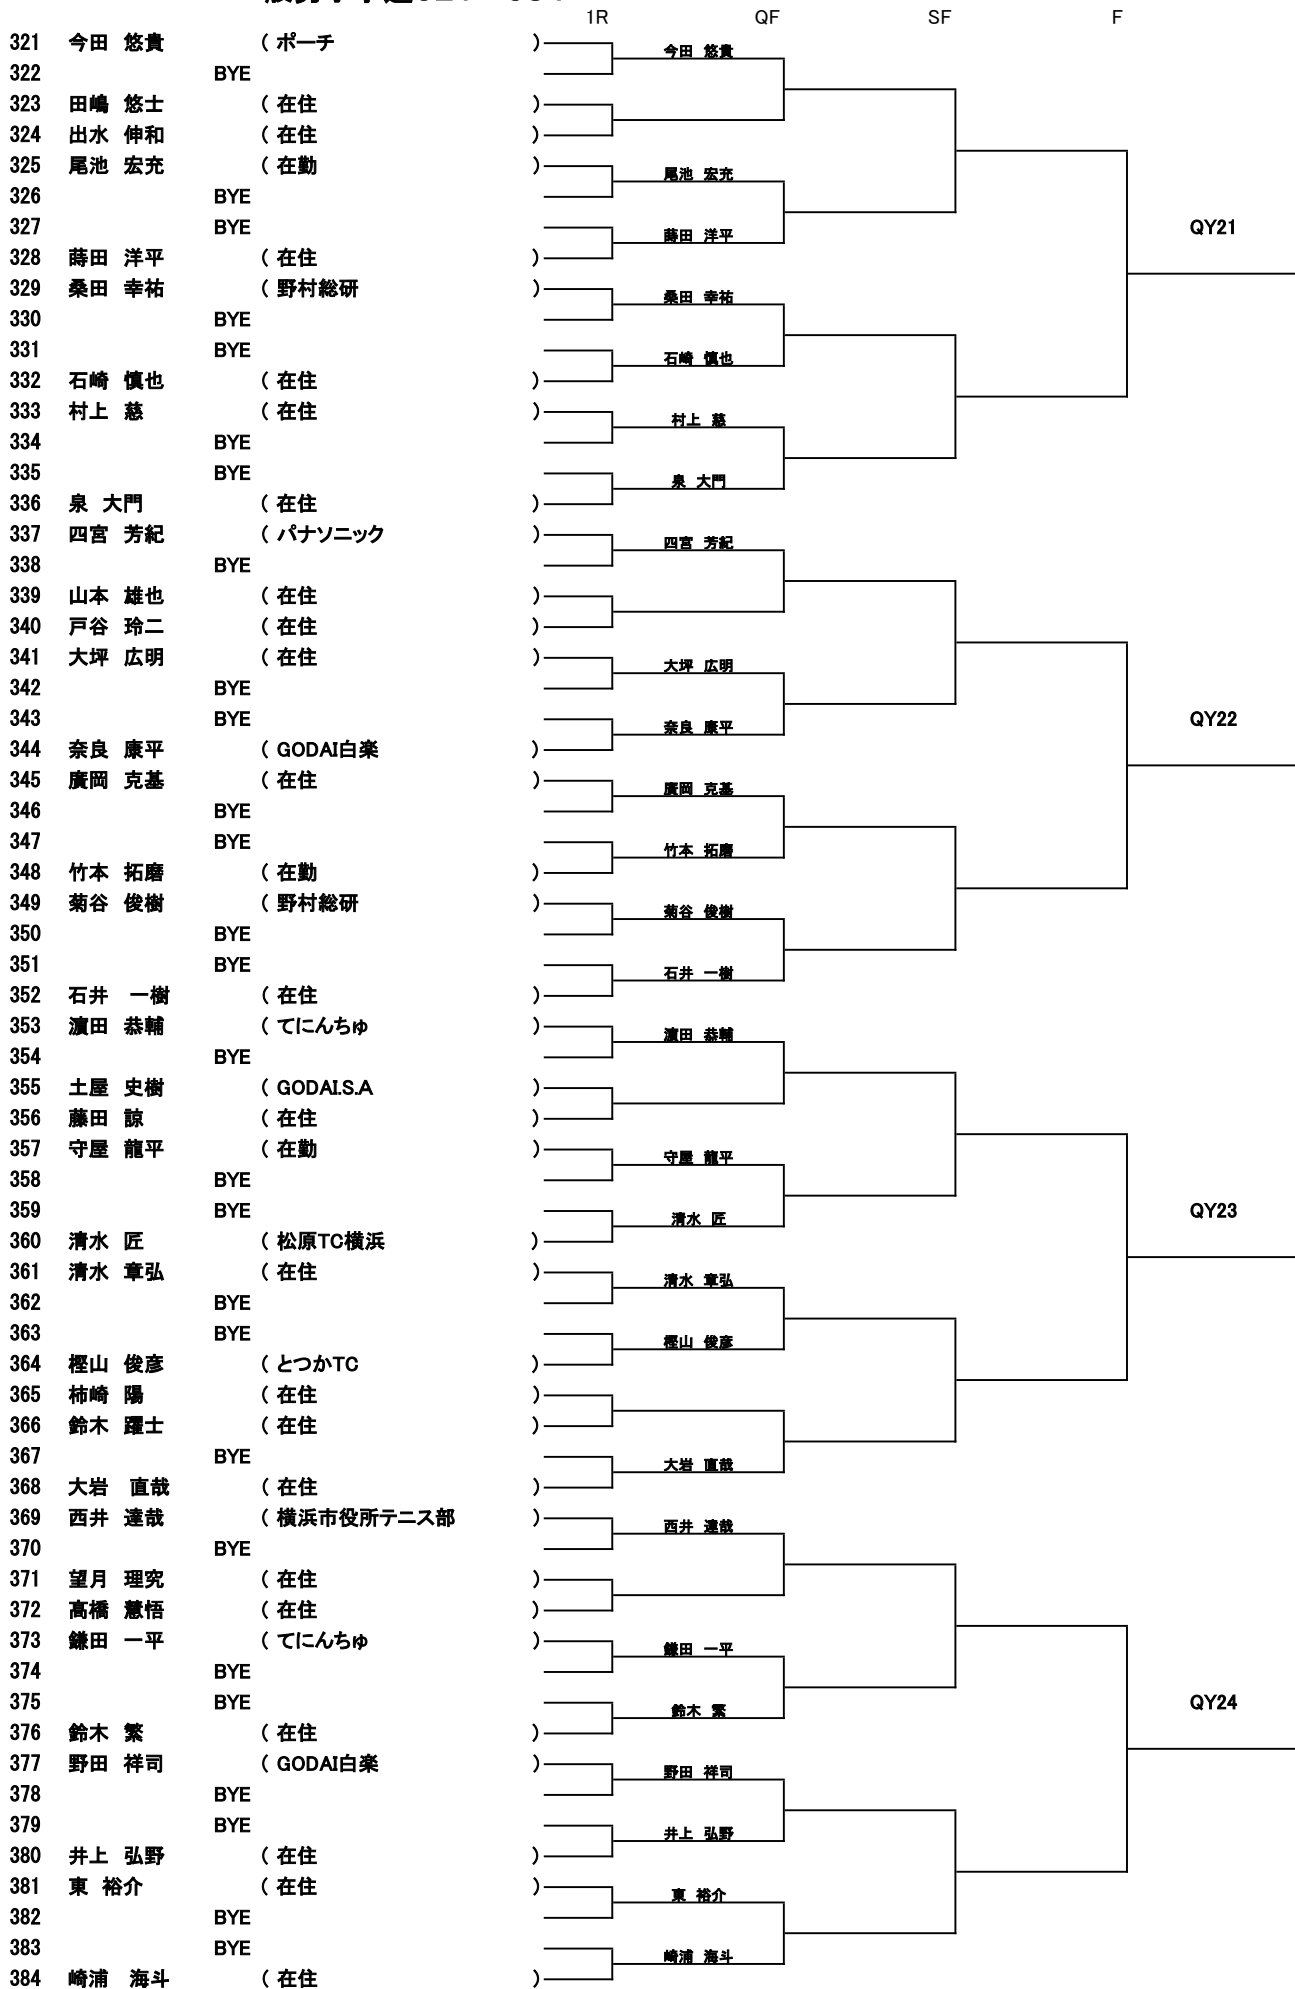 1R QF SF F
321 今田 悠貴 ( ポーチ ) 今田 悠貴
322 BYE
323 田嶋 悠士 ( 在住 )
324 出水 伸和 ( 在住 )
325 尾池 宏充 ( 在勤 ) 尾池 宏充
326 BYE
327 BYE 蒔田 洋平 QY21
328 蒔田 洋平 ( 在住 )
329 桑田 幸祐 ( 野村総研 ) 桑田 幸祐
330 BYE
331 BYE 石崎 慎也
332 石崎 慎也 ( 在住 )
333 村上 慈 ( 在住 ) 村上 慈
334 BYE
335 BYE 泉 大門
336 泉 大門 ( 在住 )
337 四宮 芳紀 ( パナソニック ) 四宮 芳紀
338 BYE
339 山本 雄也 ( 在住 )
340 戸谷 玲二 ( 在住 )
341 大坪 広明 ( 在住 ) 大坪 広明
342 BYE
343 BYE 奈良 康平 QY22
344 奈良 康平 ( GODAI白楽 )
345 廣岡 克基 ( 在住 ) 廣岡 克基
346 BYE
347 BYE 竹本 拓磨
348 竹本 拓磨 ( 在勤 )
349 菊谷 俊樹 ( 野村総研 ) 菊谷 俊樹
350 BYE
351 BYE 石井 一樹
352 石井 一樹 ( 在住 )
353 濵田 恭輔 ( てにんちゅ ) 濵田 恭輔
354 BYE
355 土屋 史樹 ( GODAI.S.A )
356 藤田 諒 ( 在住 )
357 守屋 龍平 ( 在勤 ) 守屋 龍平
358 BYE
359 BYE 清水 匠 QY23
360 清水 匠 ( 松原TC横浜 )
361 清水 章弘 ( 在住 ) 清水 章弘
362 BYE
363 BYE 樫山 俊彦
364 樫山 俊彦 ( とつかTC )
365 柿崎 陽 ( 在住 )
366 鈴木 躍士 ( 在住 )
367 BYE 大岩 直哉
368 大岩 直哉 ( 在住 )
369 西井 達哉 ( 横浜市役所テニス部 ) 西井 達哉
370 BYE
371 望月 理究 ( 在住 )
372 高橋 慧悟 ( 在住 )
373 鎌田 一平 ( てにんちゅ ) 鎌田 一平
374 BYE
375 BYE 鈴木 繁 QY24
376 鈴木 繁 ( 在住 )
377 野田 祥司 ( GODAI白楽 ) 野田 祥司
378 BYE
379 BYE 井上 弘野
380 井上 弘野 ( 在住 )
381 東 裕介 ( 在住 ) 東 裕介
382 BYE
383 BYE 崎浦 海斗
384 崎浦 海斗 ( 在住 )